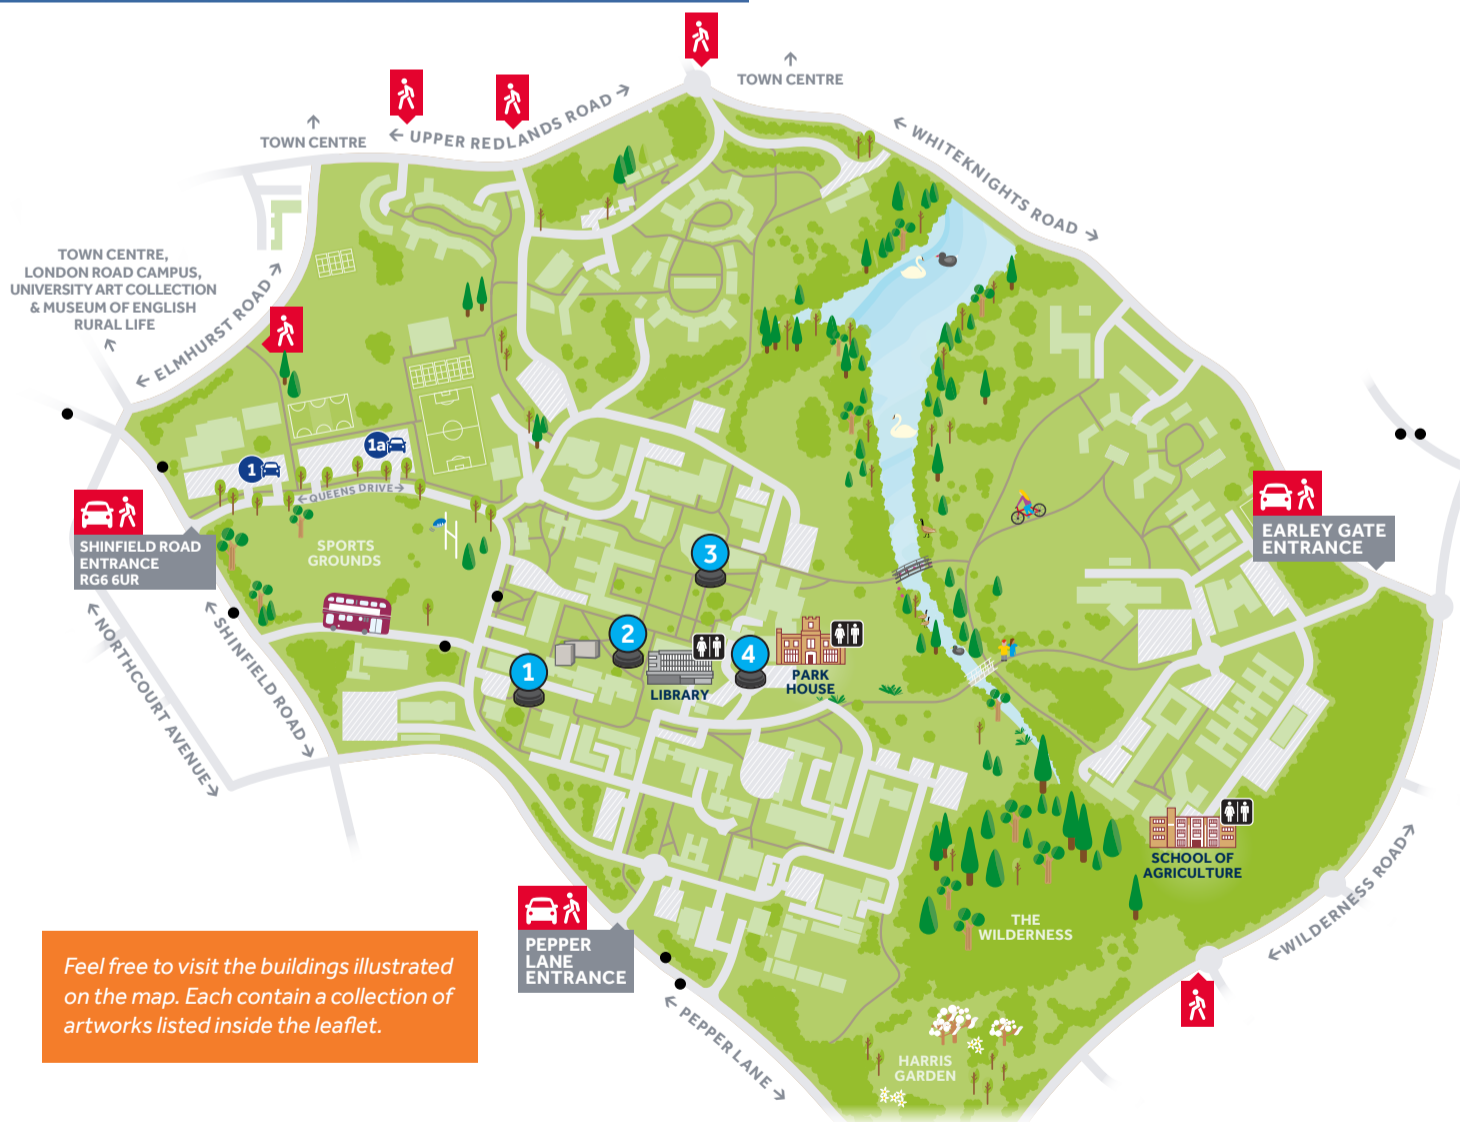 TOWN CENTRE
TOWN CENTRE
UPPER REDLANDS ROAD
WHITEKNIGHTS ROAD
TOWN CENTRE,
LONDON ROAD CAMPUS,
UNIVERSITY ART COLLECTION
& MUSEUM OF ENGLISH
RURAL LIFE
ELMHURST ROAD
1a
1
QUEENS DRIVE
SHINFIELD ROAD
ENTRANCE
RG6 6UR
SPORTS
GROUNDS
EARLEY GATE
ENTRANCE
3
2
4
1
LIBRARY
PARK
HOUSE
NORTHCOURT AVENUE
SHINFIELD ROAD
SCHOOL OF
AGRICULTURE
WILDERNESS ROAD
THE
WILDERNESS
PEPPER
LANE
ENTRANCE
PEPPER LANE
HARRIS
GARDEN
Feel free to visit the buildings illustrated
on the map. Each contain a collection of
artworks listed inside the leaflet.